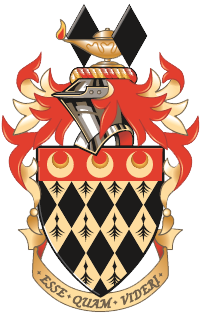 · ESSE · QUAM · VIDERI ·